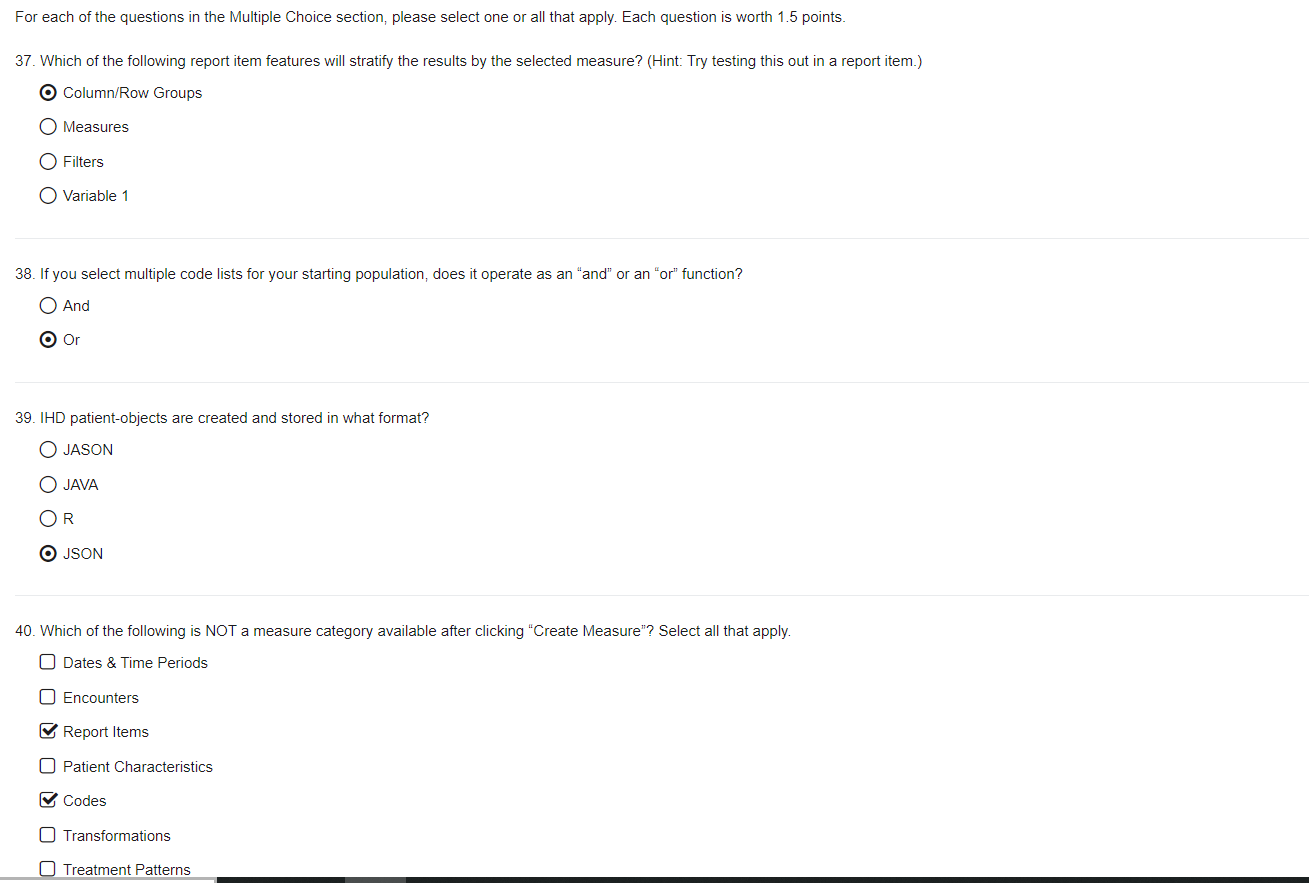 For each of the questions in the Multiple Choice section, please select one or all that apply. Each question is worth 1.5 points.
37. Which of the following report item features will stratify the results by the selected measure? (Hint: Try testing this out in a report item.)
Column/Row Groups
Measures
Filters
Variable 1
38. If you select multiple code lists for your starting population, does it operate as an “and” or an “or” function?
And
Or
39. IHD patient-objects are created and stored in what format?
JASON
JAVA
R
JSON
40. Which of the following is NOT a measure category available after clicking “Create Measure”? Select all that apply.
Dates & Time Periods
Encounters
Report Items
Patient Characteristics
Codes
Transformations
Treatment Patterns